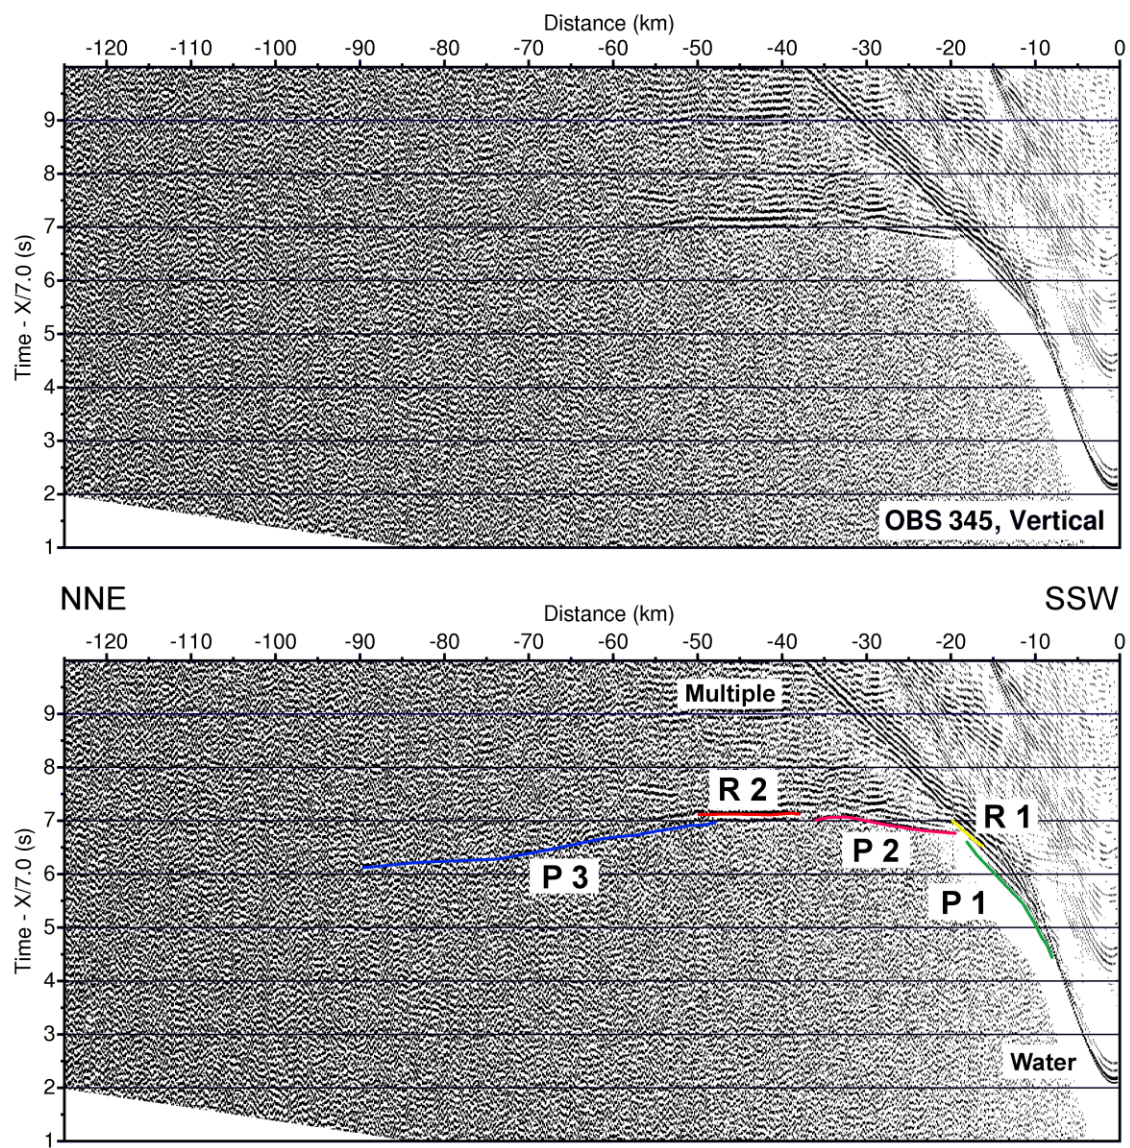 Distance (km)
-120 -110 -100 -90 -80 -70 -60 -50 -40 -30 -20 -10 0
Time - X/7.0 (s)
9
8
7
6
5
4
3
2
1
OBS 345, Vertical
NNE SSW
Distance (km)
-120 -110 -100 -90 -80 -70 -60 -50 -40 -30 -20 -10 0
Time - X/7.0 (s)
9
8
7
6
5
4
3
2
1
Multiple
R 2
R 1
P 2
P 3
P 1
Water